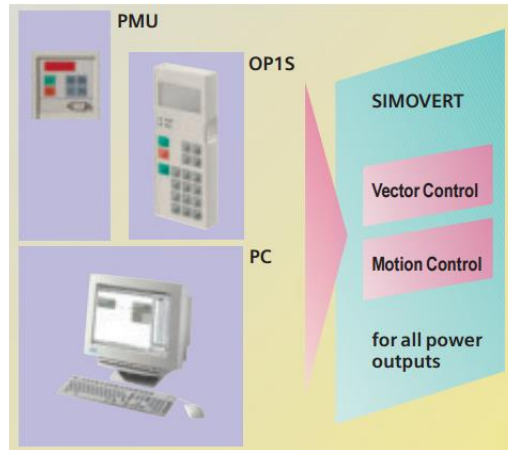 PMU
OP1S
PC
SIMOVERT
Vector Control
Motion Control
for all power
outputs